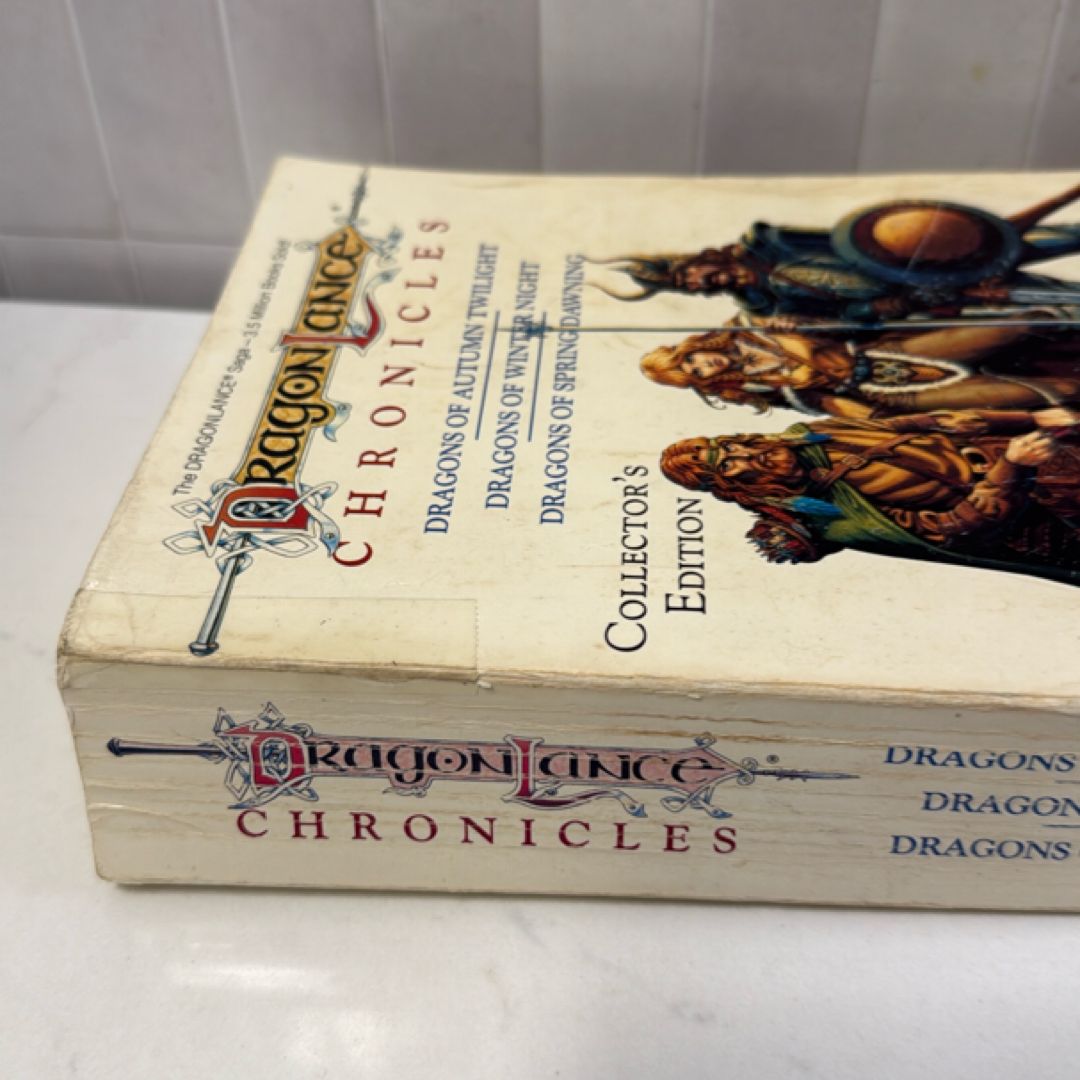 The DRAGONLANCE® Saga – 3.5 Million Books Sold!
DRAGONLANCE
CHRONICLES
DRAGONS OF AUTUMN TWILIGHT
DRAGONS OF WINTER NIGHT
DRAGONS OF SPRING DAWNING
COLLECTOR'S
EDITION
DRAGONLANCE®
CHRONICLES
DRAGONS
DRAGON
DRAGONS